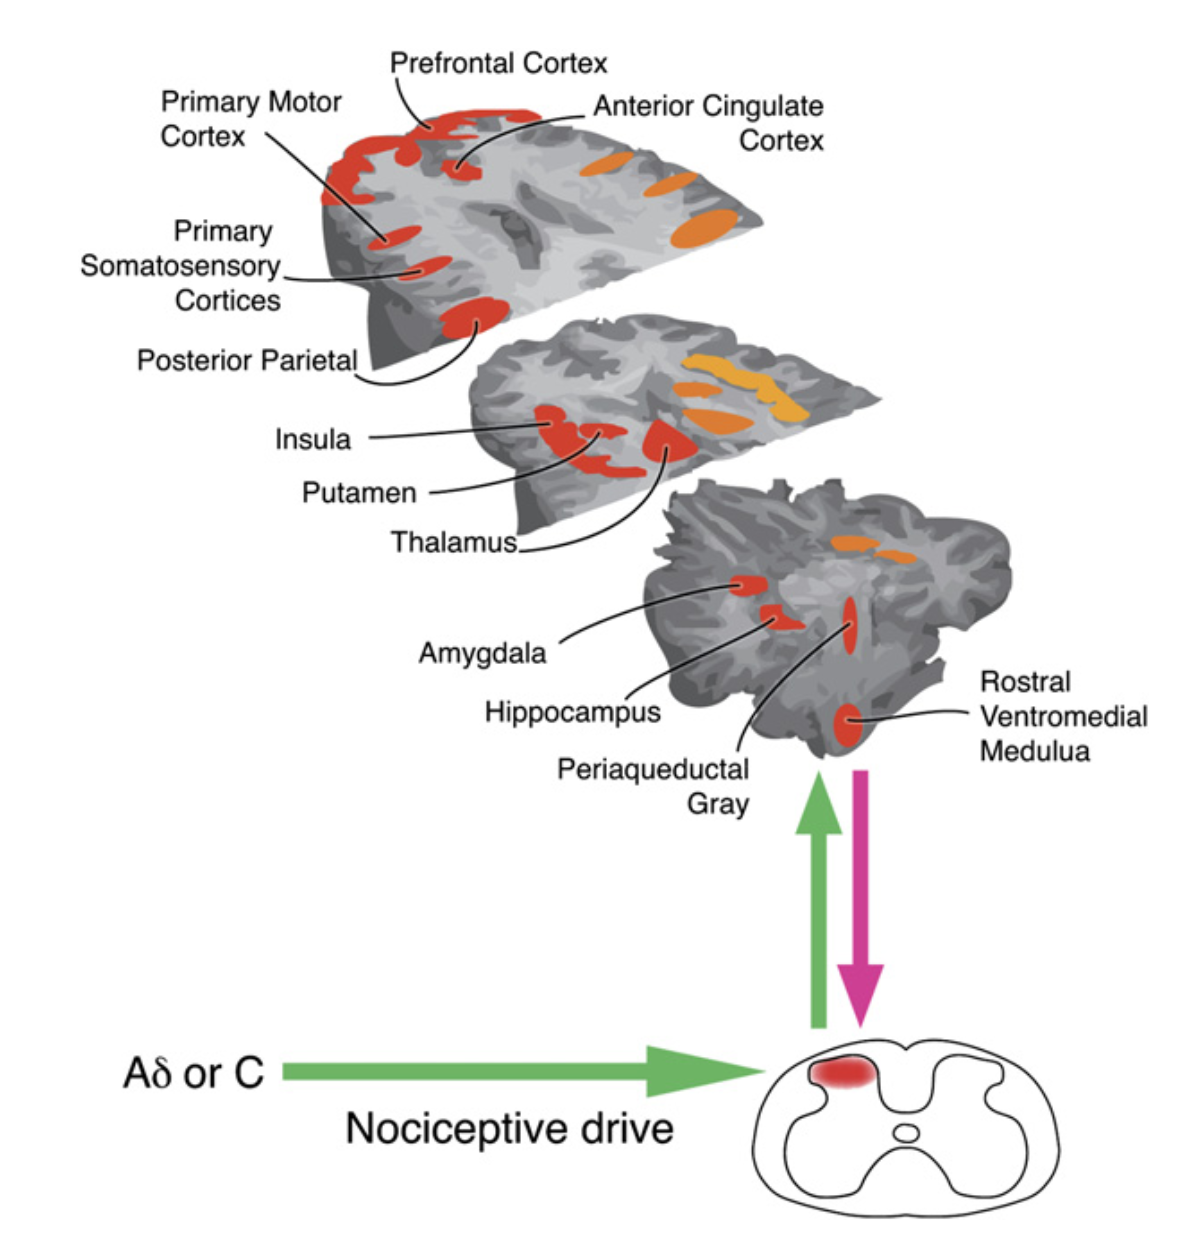 Prefrontal Cortex
Primary Motor
Cortex
Anterior Cingulate
Cortex
Primary
Somatosensory
Cortices
Posterior Parietal
Insula
Putamen
Thalamus
Amygdala
Hippocampus
Periaqueductal
Gray
Rostral
Ventromedial
Medulua
Aδ or C
Nociceptive drive